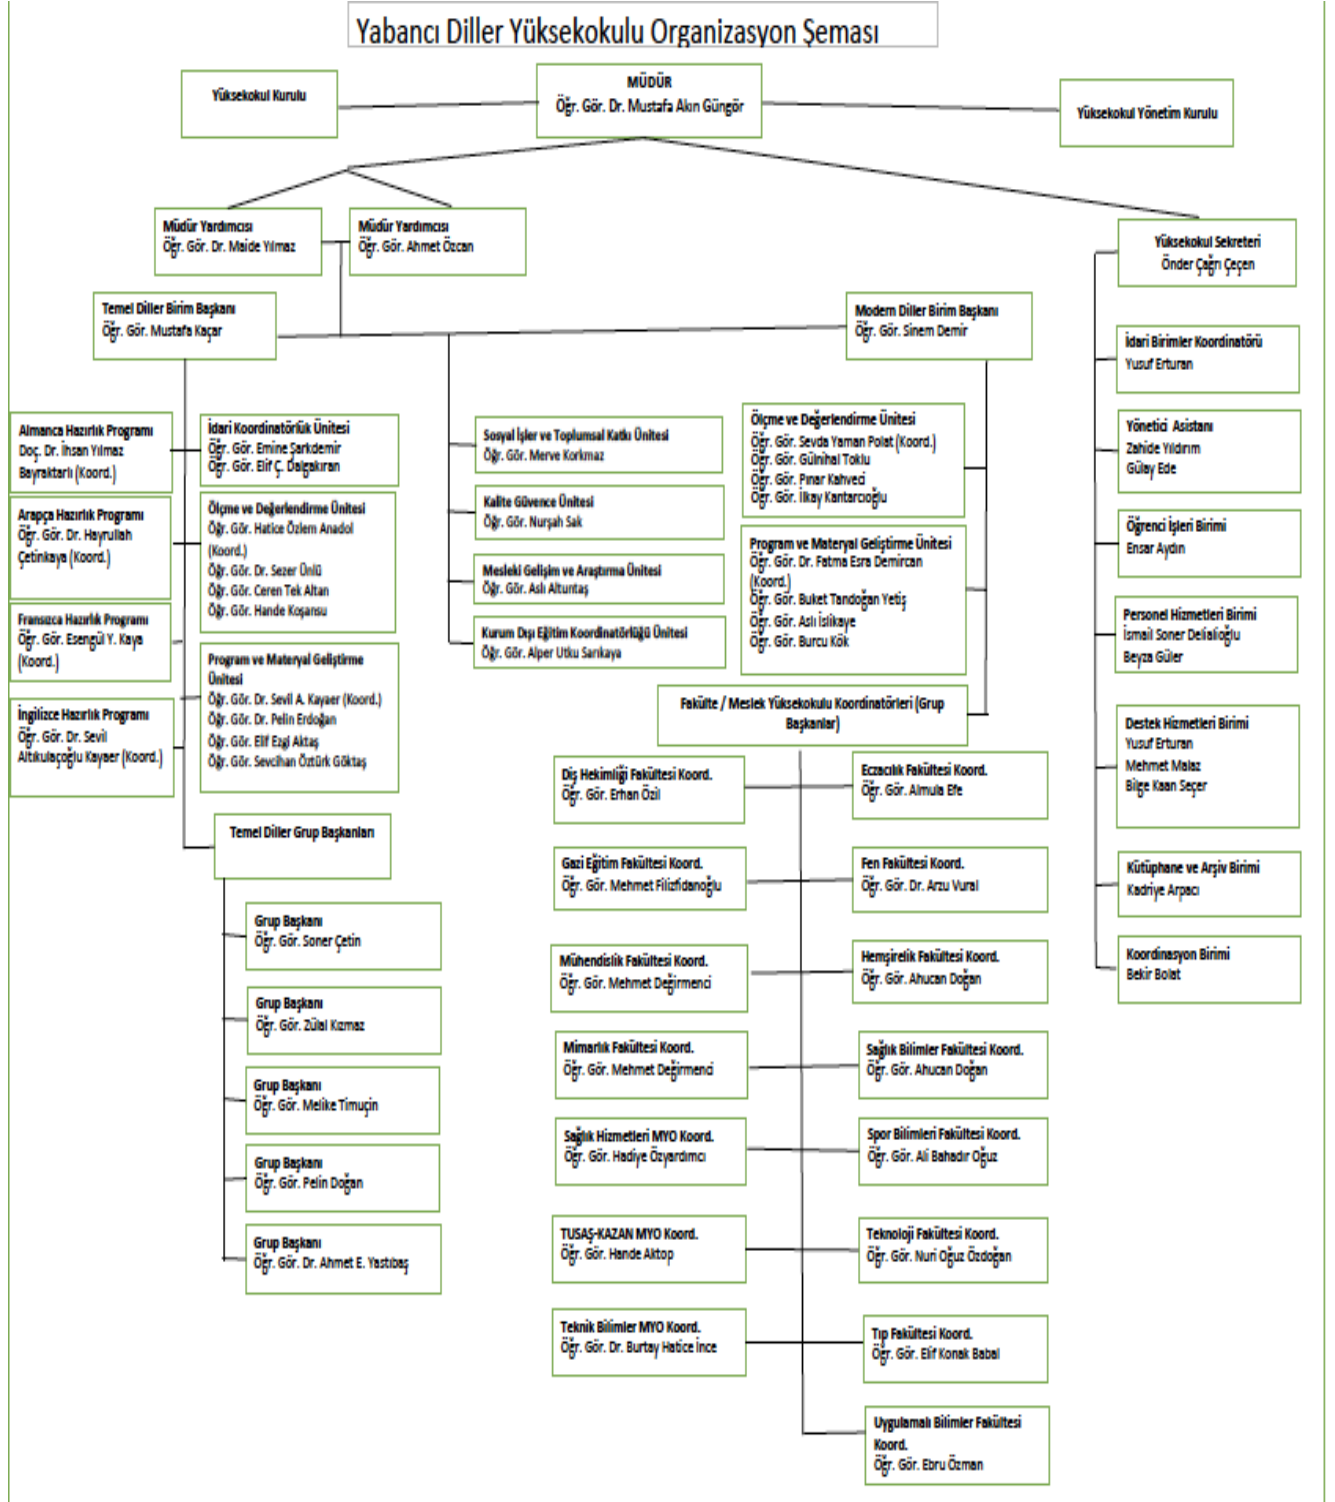 Yabancı Diller Yüksekokulu Organizasyon Şeması
Yüksekokul Kurulu
MÜDÜR
Öğr. Gör. Dr. Mustafa Akın Güngör
Yüksekokul Yönetim Kurulu
Müdür Yardımcısı
Öğr. Gör. Dr. Maide Yılmaz
Müdür Yardımcısı
Öğr. Gör. Ahmet Özcan
Yüksekokul Sekreteri
Önder Çağrı Çeçen
Temel Diller Birim Başkanı
Öğr. Gör. Mustafa Kaçar
Modern Diller Birim Başkanı
Öğr. Gör. Sinem Demir
Almanca Hazırlık Programı
Doç. Dr. İhsan Yılmaz
Bayraktarlı (Koord.)
Arapça Hazırlık Programı
Öğr. Gör. Dr. Hayrullah
Çetinkaya (Koord.)
Fransızca Hazırlık Programı
Öğr. Gör. Esengül Y. Kaya
(Koord.)
İngilizce Hazırlık Programı
Öğr. Gör. Dr. Sevil
Altıkulaçoğlu Kayaer (Koord.)
İdari Koordinatörlük Ünitesi
Öğr. Gör. Emine Şarkdemir
Öğr. Gör. Elif Ç. Dalgakıran
Ölçme ve Değerlendirme Ünitesi
Öğr. Gör. Hatice Özlem Anadol
(Koord.)
Öğr. Gör. Dr. Sezer Ünlü
Öğr. Gör. Ceren Tek Altan
Öğr. Gör. Hande Koşansu
Program ve Materyal Geliştirme
Ünitesi
Öğr. Gör. Dr. Sevil A. Kayaer (Koord.)
Öğr. Gör. Dr. Pelin Erdoğan
Öğr. Gör. Elif Ezgi Aktaş
Öğr. Gör. Sevcihan Öztürk Göktaş
Temel Diller Grup Başkanları
Grup Başkanı
Öğr. Gör. Soner Çetin
Grup Başkanı
Öğr. Gör. Zülal Kızmaz
Grup Başkanı
Öğr. Gör. Melike Timuçin
Grup Başkanı
Öğr. Gör. Pelin Doğan
Grup Başkanı
Öğr. Gör. Dr. Ahmet E. Yastıbaş
Sosyal İşler ve Toplumsal Katkı Ünitesi
Öğr. Gör. Merve Korkmaz
Kalite Güvence Ünitesi
Öğr. Gör. Nurşah Sak
Mesleki Gelişim ve Araştırma Ünitesi
Öğr. Gör. Aslı Altuntaş
Kurum Dışı Eğitim Koordinatörlüğü Ünitesi
Öğr. Gör. Alper Utku Sarıkaya
Ölçme ve Değerlendirme Ünitesi
Öğr. Gör. Sevda Yaman Polat (Koord.)
Öğr. Gör. Gülnihal Toklu
Öğr. Gör. Pınar Kahveci
Öğr. Gör. İlkay Kantarcıoğlu
Program ve Materyal Geliştirme Ünitesi
Öğr. Gör. Dr. Fatma Esra Demircan
(Koord.)
Öğr. Gör. Buket Tandoğan Yetiş
Öğr. Gör. Aslı İslikaye
Öğr. Gör. Burcu Kök
Fakülte / Meslek Yüksekokulu Koordinatörleri (Grup
Başkanlar)
Diş Hekimliği Fakültesi Koord.
Öğr. Gör. Erhan Özil
Eczacılık Fakültesi Koord.
Öğr. Gör. Almula Efe
Gazi Eğitim Fakültesi Koord.
Öğr. Gör. Mehmet Filizfidanoğlu
Fen Fakültesi Koord.
Öğr. Gör. Dr. Arzu Vural
Mühendislik Fakültesi Koord.
Öğr. Gör. Mehmet Değirmenci
Hemşirelik Fakültesi Koord.
Öğr. Gör. Ahucan Doğan
Mimarlık Fakültesi Koord.
Öğr. Gör. Mehmet Değirmenci
Sağlık Bilimler Fakültesi Koord.
Öğr. Gör. Ahucan Doğan
Sağlık Hizmetleri MYO Koord.
Öğr. Gör. Hadiye Özyardımcı
Spor Bilimleri Fakültesi Koord.
Öğr. Gör. Ali Bahadır Oğuz
TUSAŞ-KAZAN MYO Koord.
Öğr. Gör. Hande Aktop
Teknoloji Fakültesi Koord.
Öğr. Gör. Nuri Oğuz Özdoğan
Teknik Bilimler MYO Koord.
Öğr. Gör. Dr. Burtay Hatice İnce
Tıp Fakültesi Koord.
Öğr. Gör. Elif Konak Babal
Uygulamalı Bilimler Fakültesi
Koord.
Öğr. Gör. Ebru Özman
İdari Birimler Koordinatörü
Yusuf Erturan
Yönetici Asistanı
Zahide Yıldırım
Gülay Ede
Öğrenci İşleri Birimi
Ensar Aydın
Personel Hizmetleri Birimi
İsmail Soner Delialioğlu
Beyza Güler
Destek Hizmetleri Birimi
Yusuf Erturan
Mehmet Malaz
Bilge Kaan Seçer
Kütüphane ve Arşiv Birimi
Kadriye Arpacı
Koordinasyon Birimi
Bekir Bolat